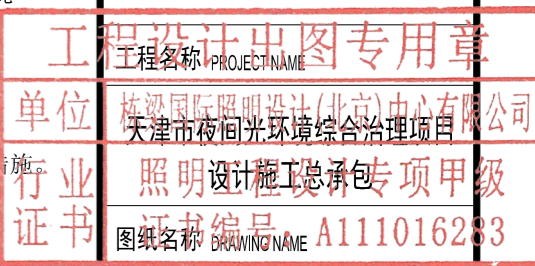 工程设计出图专用章
工程名称 PROJECT NAME
单位 栋梁国际照明设计(北京)中心有限公司
天津市夜间光环境综合治理项目
措施。
行业 照明工程设计专项甲级
设计施工总承包
证书 证书编号: A111016283
图纸名称 DRAWING NAME